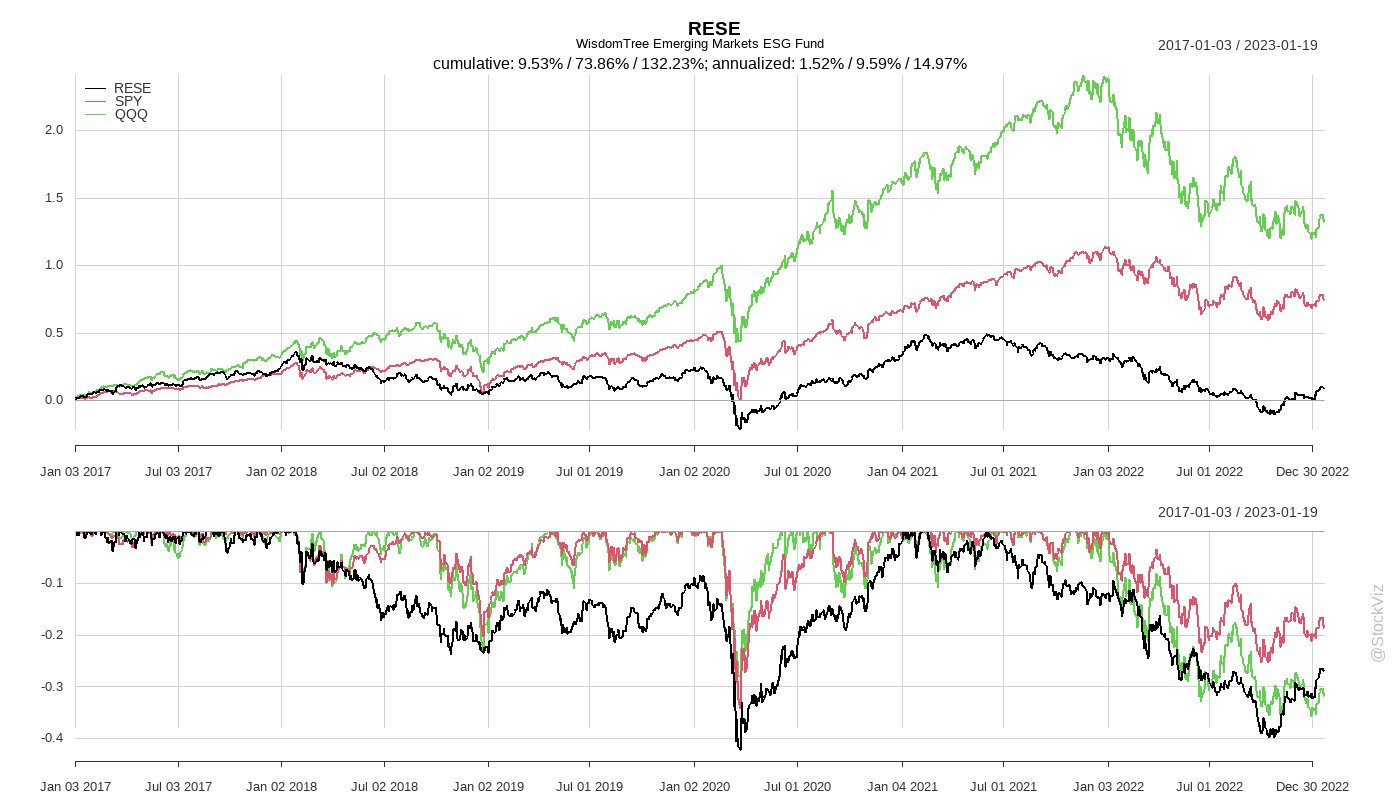 RESE
WisdomTree Emerging Markets ESG Fund
2017-01-03 / 2023-01-19
cumulative: 9.53% / 73.86% / 132.23%; annualized: 1.52% / 9.59% / 14.97%
RESE
SPY
QQQ
2.0
1.5
1.0
0.5
0.0
Jan 03 2017 Jul 03 2017 Jan 02 2018 Jul 02 2018 Jan 02 2019 Jul 01 2019 Jan 02 2020 Jul 01 2020 Jan 04 2021 Jul 01 2021 Jan 03 2022 Jul 01 2022 Dec 30 2022
2017-01-03 / 2023-01-19
-0.1
-0.2
-0.3
-0.4
Jan 03 2017 Jul 03 2017 Jan 02 2018 Jul 02 2018 Jan 02 2019 Jul 01 2019 Jan 02 2020 Jul 01 2020 Jan 04 2021 Jul 01 2021 Jan 03 2022 Jul 01 2022 Dec 30 2022
@StockViz